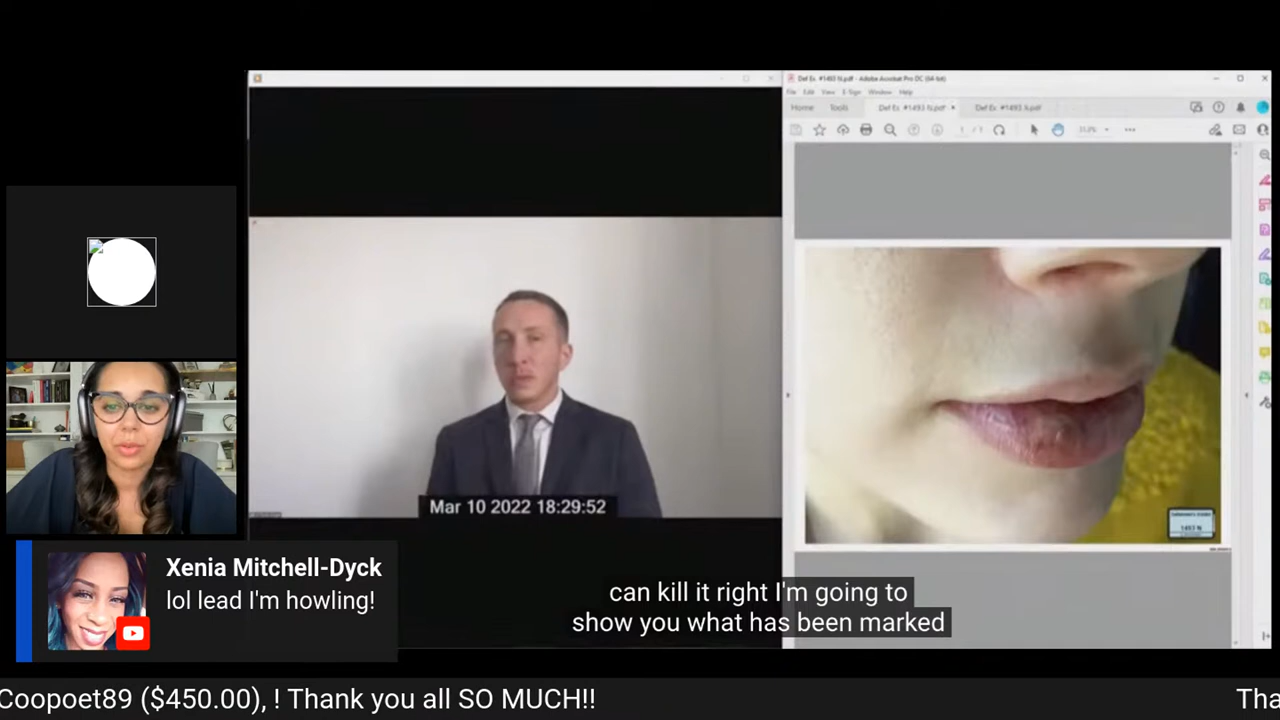 Def Ex. #1493 N.pdf - Adobe Acrobat Pro DC (64-bit)
File Edit View E-Sign Window Help
Home Tools Def Ex. #1493 N.pdf Def Ex. #1493
1 / 1
Mar 10 2022 18:29:52
1493 N
Xenia Mitchell-Dyck
lol lead I'm howling!
can kill it right I'm going to
show you what has been marked
Coopoet89 ($450.00), ! Thank you all SO MUCH!! Tha